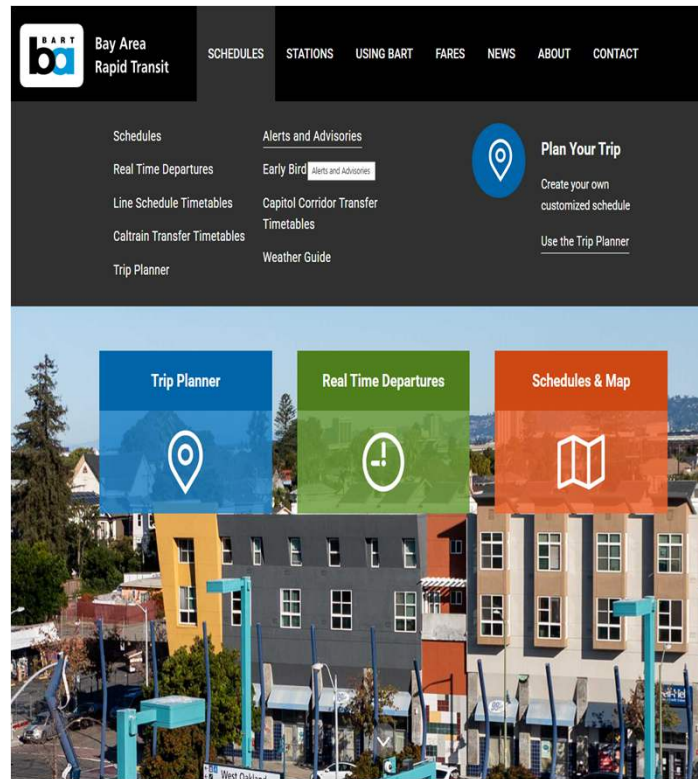 BART
ba
Bay Area
Rapid Transit
SCHEDULES STATIONS USING BART FARES NEWS ABOUT CONTACT
Schedules
Real Time Departures
Line Schedule Timetables
Caltrain Transfer Timetables
Trip Planner
Alerts and Advisories
Early Bird
Alerts and Advisories
Capitol Corridor Transfer
Timetables
Weather Guide
Plan Your Trip
Create your own
customized schedule
Use the Trip Planner
Trip Planner
Real Time Departures
Schedules & Map
West Oakland